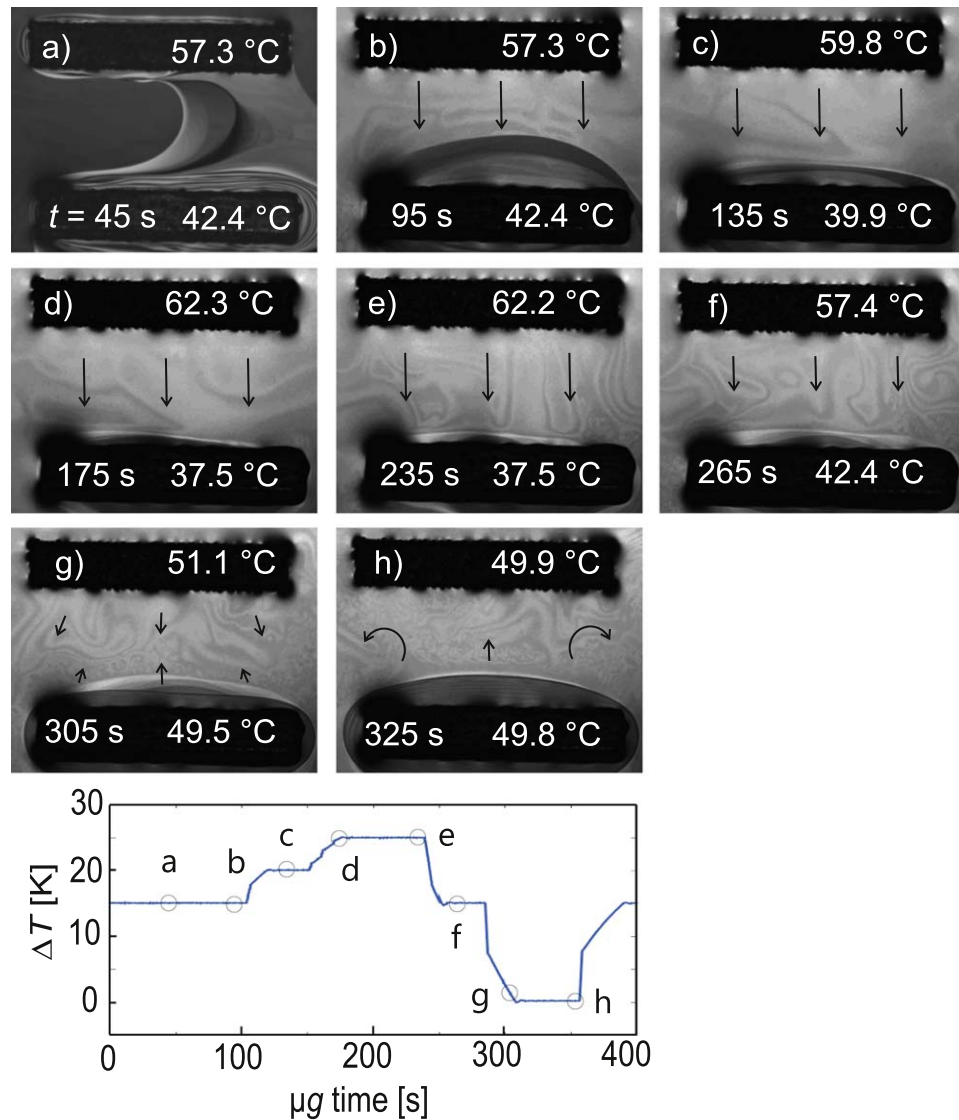 a) 57.3 °C
t = 45 s 42.4 °C
b) 57.3 °C
95 s 42.4 °C
c) 59.8 °C
135 s 39.9 °C
d) 62.3 °C
175 s 37.5 °C
e) 62.2 °C
235 s 37.5 °C
f) 57.4 °C
265 s 42.4 °C
g) 51.1 °C
305 s 49.5 °C
h) 49.9 °C
325 s 49.8 °C
30
20
10
0
ΔT [K]
a
b
c
d
e
f
g
h
0 100 200 300 400
μg time [s]